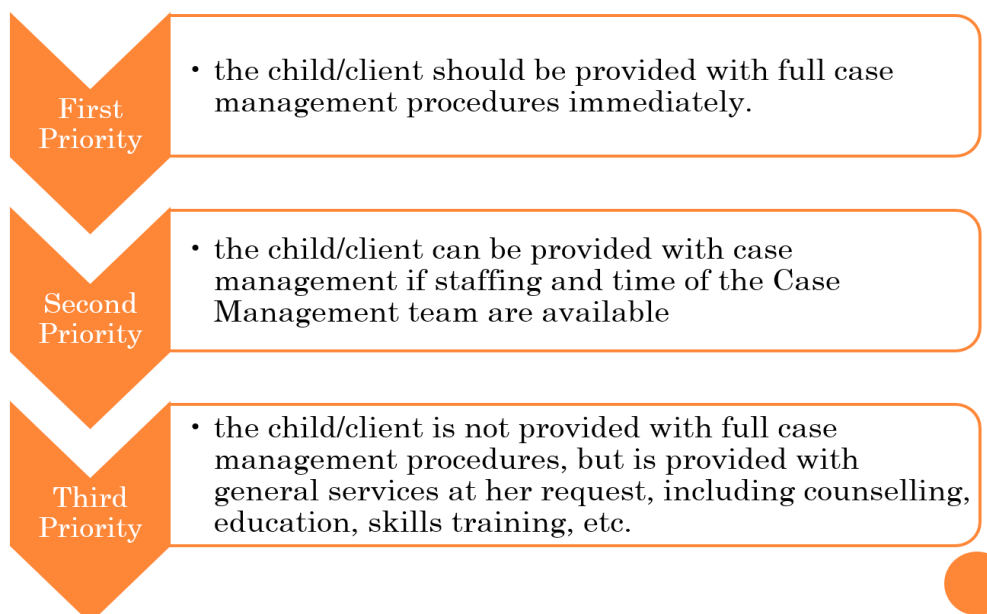 First
Priority
• the child/client should be provided with full case
management procedures immediately.
Second
Priority
• the child/client can be provided with case
management if staffing and time of the Case
Management team are available
Third
Priority
• the child/client is not provided with full case
management procedures, but is provided with
general services at her request, including counselling,
education, skills training, etc.